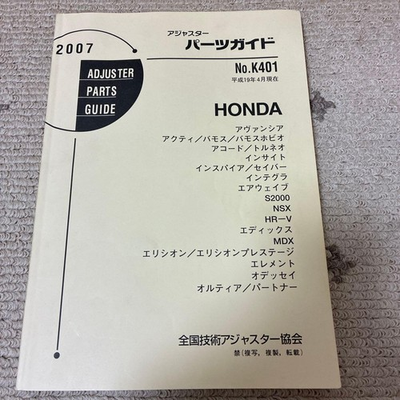 2007
アジャスター
パーツガイド
ADJUSTER
PARTS
GUIDE
No.K401
平成19年4月現在
HONDA
アヴァンシア
アクティ/バモス/バモスホビオ
アコード/トルネオ
インサイト
インスパイア/セイバー
インテグラ
エアウェイブ
S2000
NSX
HR-V
エディックス
MDX
エリシオン/エリシオンプレステージ
エレメント
オデッセイ
オルティア/パートナー
全国技術アジャスター協会
禁(複写、複製、転載)